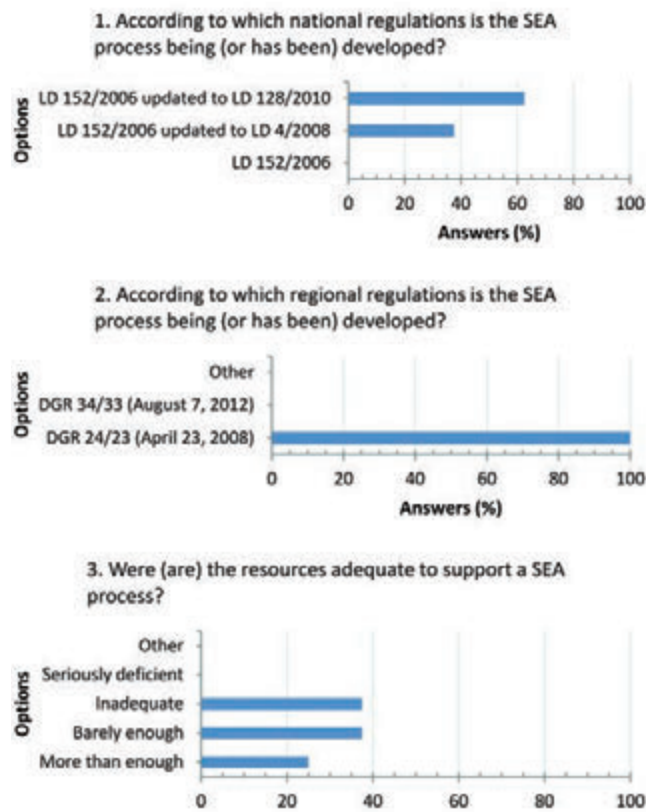 1. According to which national regulations is the SEA
process being (or has been) developed?
Options
LD 152/2006 updated to LD 128/2010
LD 152/2006 updated to LD 4/2008
LD 152/2006
0 20 40 60 80 100
Answers (%)
2. According to which regional regulations is the SEA
process being (or has been) developed?
Options
Other
DGR 34/33 (August 7, 2012)
DGR 24/23 (April 23, 2008)
0 20 40 60 80 100
Answers (%)
3. Were (are) the resources adequate to support a SEA
process?
Options
Other
Seriously deficient
Inadequate
Barely enough
More than enough
0 20 40 60 80 100